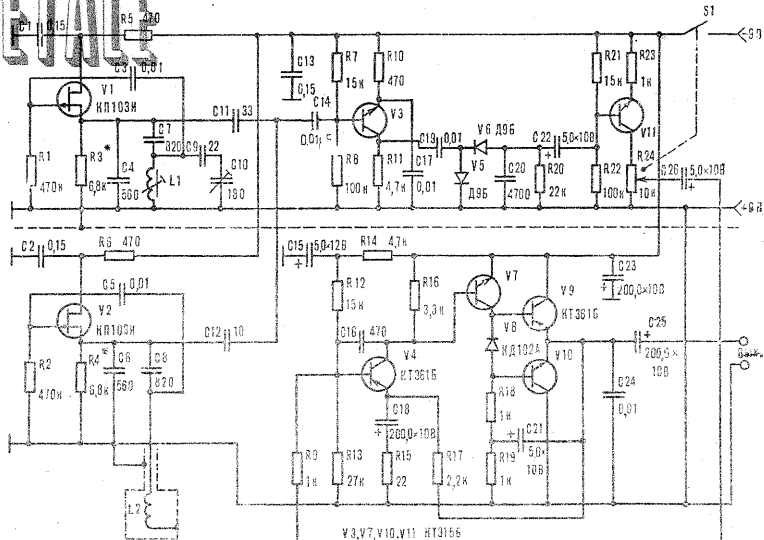 C1 0,15
R5 470
C3 0,01
V1
КП103И
C11 33
C7
820
C9 22
C10
180
L1
R1
470к
R3*
6,8к
C4
560
C13
0,15
R7
15к
R10
470
C14
V3
R8
100к
R11
4,7к
C17
0,01
C19 0,01
V6 Д9Б
V5
Д9Б
C20
4700
C22 5,0×10В
R20
22к
R21
15к
R23
1к
V11
R22
100к
R24
10к
C26 5,0×10В
S1
C2 0,15
R6 470
C5 0,01
V2
КП103И
C12 10
R2
470к
R4*
6,8к
C6
560
C8
820
L2
C15 5,0×12В
R14 4,7к
R12
15к
R16
3,3к
C16 470
V4
КТ361Б
C18
200,0×10В
R9
1к
R13
27к
R15
22
R17
2,2к
V7
V8
КД102А
V9
КТ361Б
V10
R18
1к
R19
1к
C21
5,0×
10В
C23
200,0×10В
C24
0,01
C25
200,0×
10В
V3,V7,V10,V11 КТ315Б